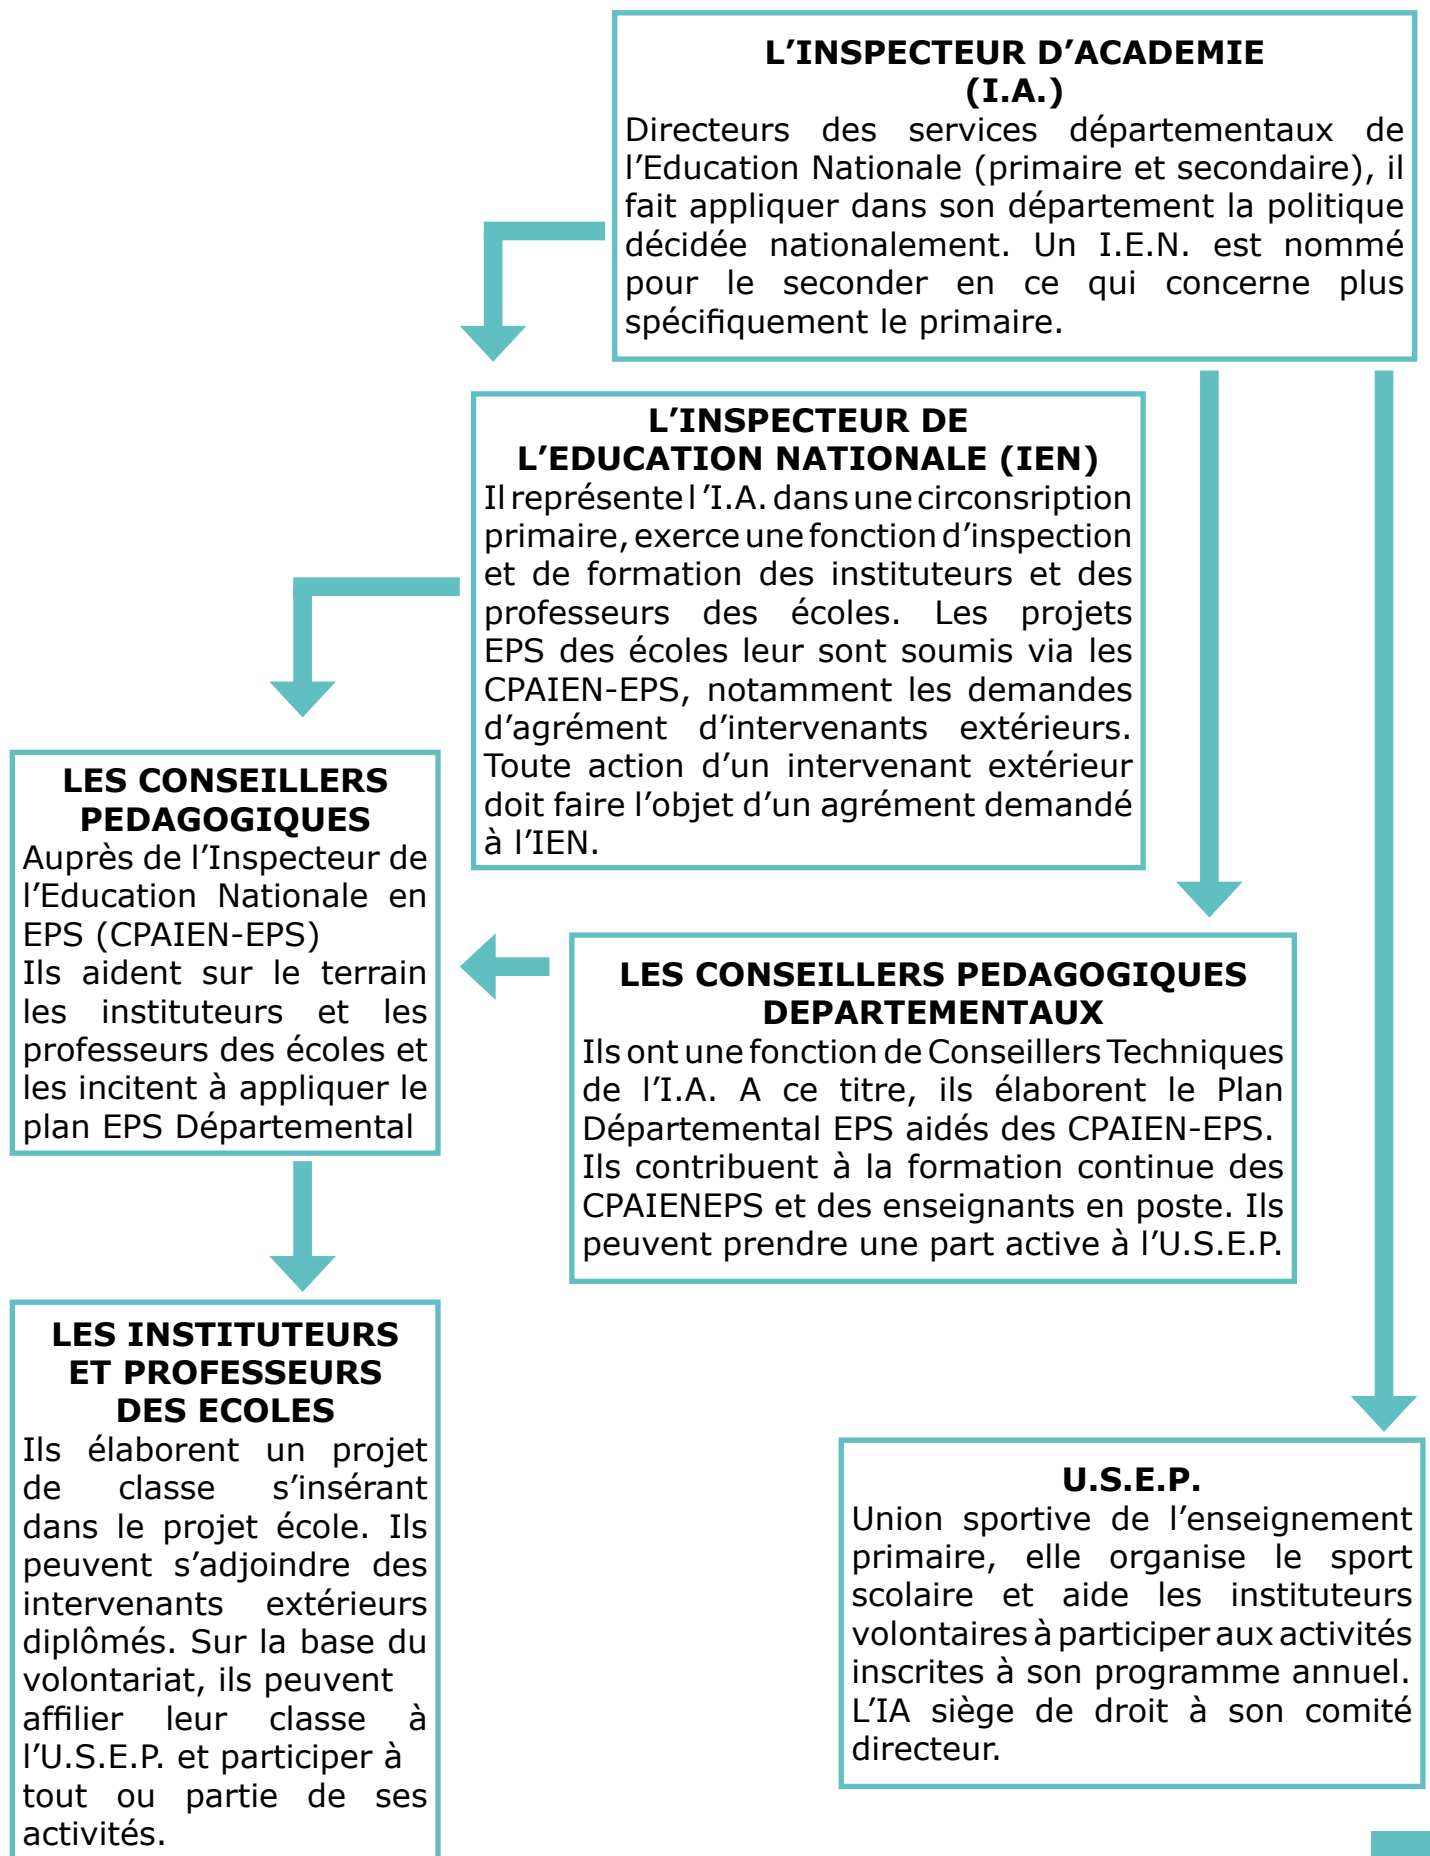 L’INSPECTEUR D’ACADEMIE
(I.A.)
Directeurs des services départementaux de
l’Education Nationale (primaire et secondaire), il
fait appliquer dans son département la politique
décidée nationalement. Un I.E.N. est nommé
pour le seconder en ce qui concerne plus
spécifiquement le primaire.
L’INSPECTEUR DE
L’EDUCATION NATIONALE (IEN)
Il représente l ’I.A. dans une circonsription
primaire, exerce une fonction d’inspection
et de formation des instituteurs et des
professeurs des écoles. Les projets
EPS des écoles leur sont soumis via les
CPAIEN-EPS, notamment les demandes
d’agrément d’intervenants extérieurs.
Toute action d’un intervenant extérieur
doit faire l’objet d’un agrément demandé
à l’IEN.
LES CONSEILLERS
PEDAGOGIQUES
Auprès de l’Inspecteur de
l’Education Nationale en
EPS (CPAIEN-EPS)
Ils aident sur le terrain
les instituteurs et les
professeurs des écoles et
les incitent à appliquer le
plan EPS Départemental
LES CONSEILLERS PEDAGOGIQUES
DEPARTEMENTAUX
Ils ont une fonction de Conseillers Techniques
de l’I.A. A ce titre, ils élaborent le Plan
Départemental EPS aidés des CPAIEN-EPS.
Ils contribuent à la formation continue des
CPAIENEPS et des enseignants en poste. Ils
peuvent prendre une part active à l’U.S.E.P.
LES INSTITUTEURS
ET PROFESSEURS
DES ECOLES
Ils élaborent un projet
de classe s’insérant
dans le projet école. Ils
peuvent s’adjoindre des
intervenants extérieurs
diplômés. Sur la base du
volontariat, ils peuvent
affilier leur classe à
l’U.S.E.P. et participer à
tout ou partie de ses
activités.
U.S.E.P.
Union sportive de l’enseignement
primaire, elle organise le sport
scolaire et aide les instituteurs
volontaires à participer aux activités
inscrites à son programme annuel.
L’IA siège de droit à son comité
directeur.